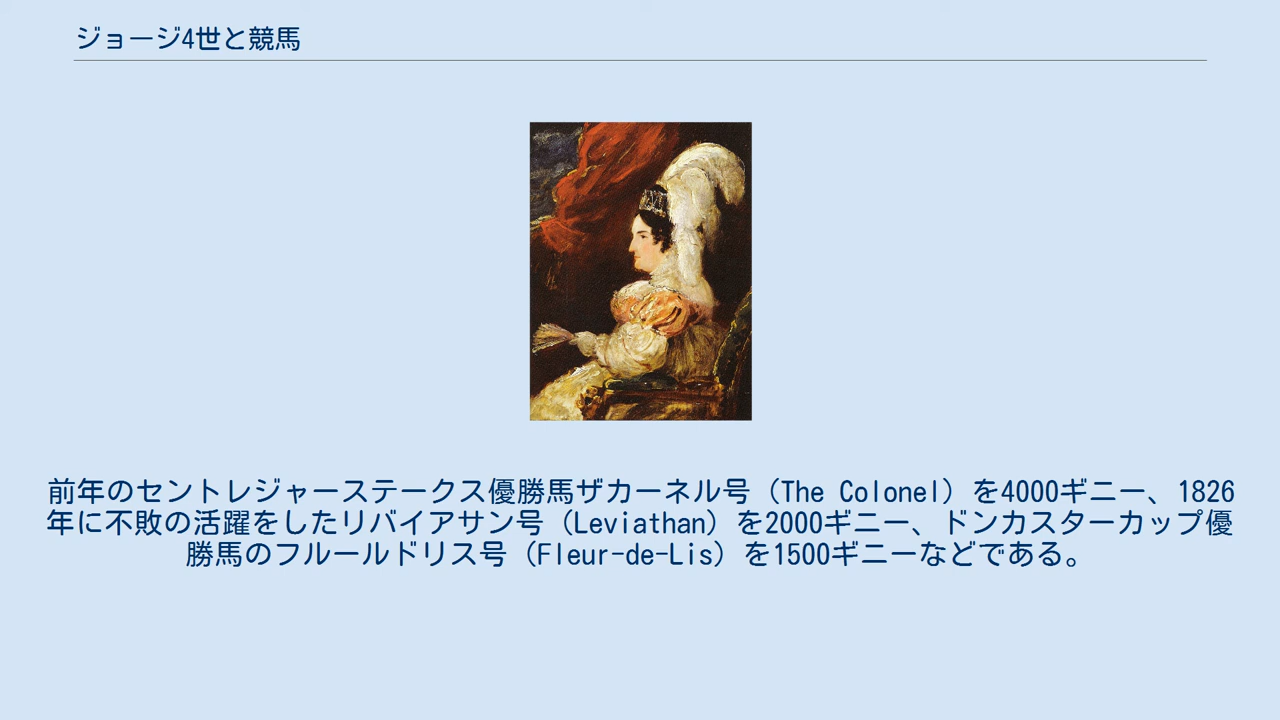 ジョージ4世と競馬
前年のセントレジャーステークス優勝馬ザカーネル号（The Colonel）を4000ギニー、1826
年に不敗の活躍をしたリバイアサン号（Leviathan）を2000ギニー、ドンカスターカップ優
勝馬のフルールドリス号（Fleur-de-Lis）を1500ギニーなどである。